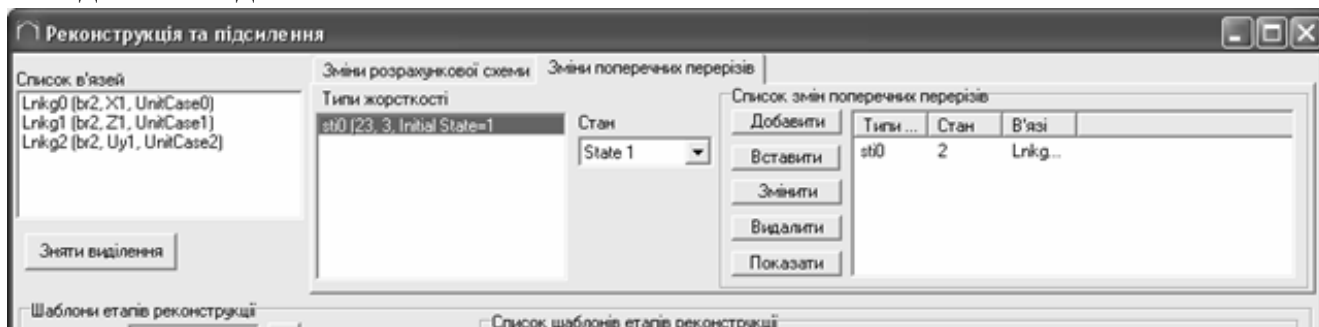 Реконструкція та підсилення
Список в'язей
Lnkg0 (br2, X1, UnitCase0)
Lnkg1 (br2, Z1, UnitCase1)
Lnkg2 (br2, Uy1, UnitCase2)
Зняти виділення
Зміни розрахункової схеми
Зміни поперечних перерізів
Типи жорсткості
sti0 (23, 3, Initial State=1
Стан
State 1
Список змін поперечних перерізів
Добавити
Вставити
Змінити
Видалити
Показати
Типи ... Стан В'язі
sti0 2 Lnkg...
Шаблони етапів реконструкції
Список шаблонів етапів реконструкції